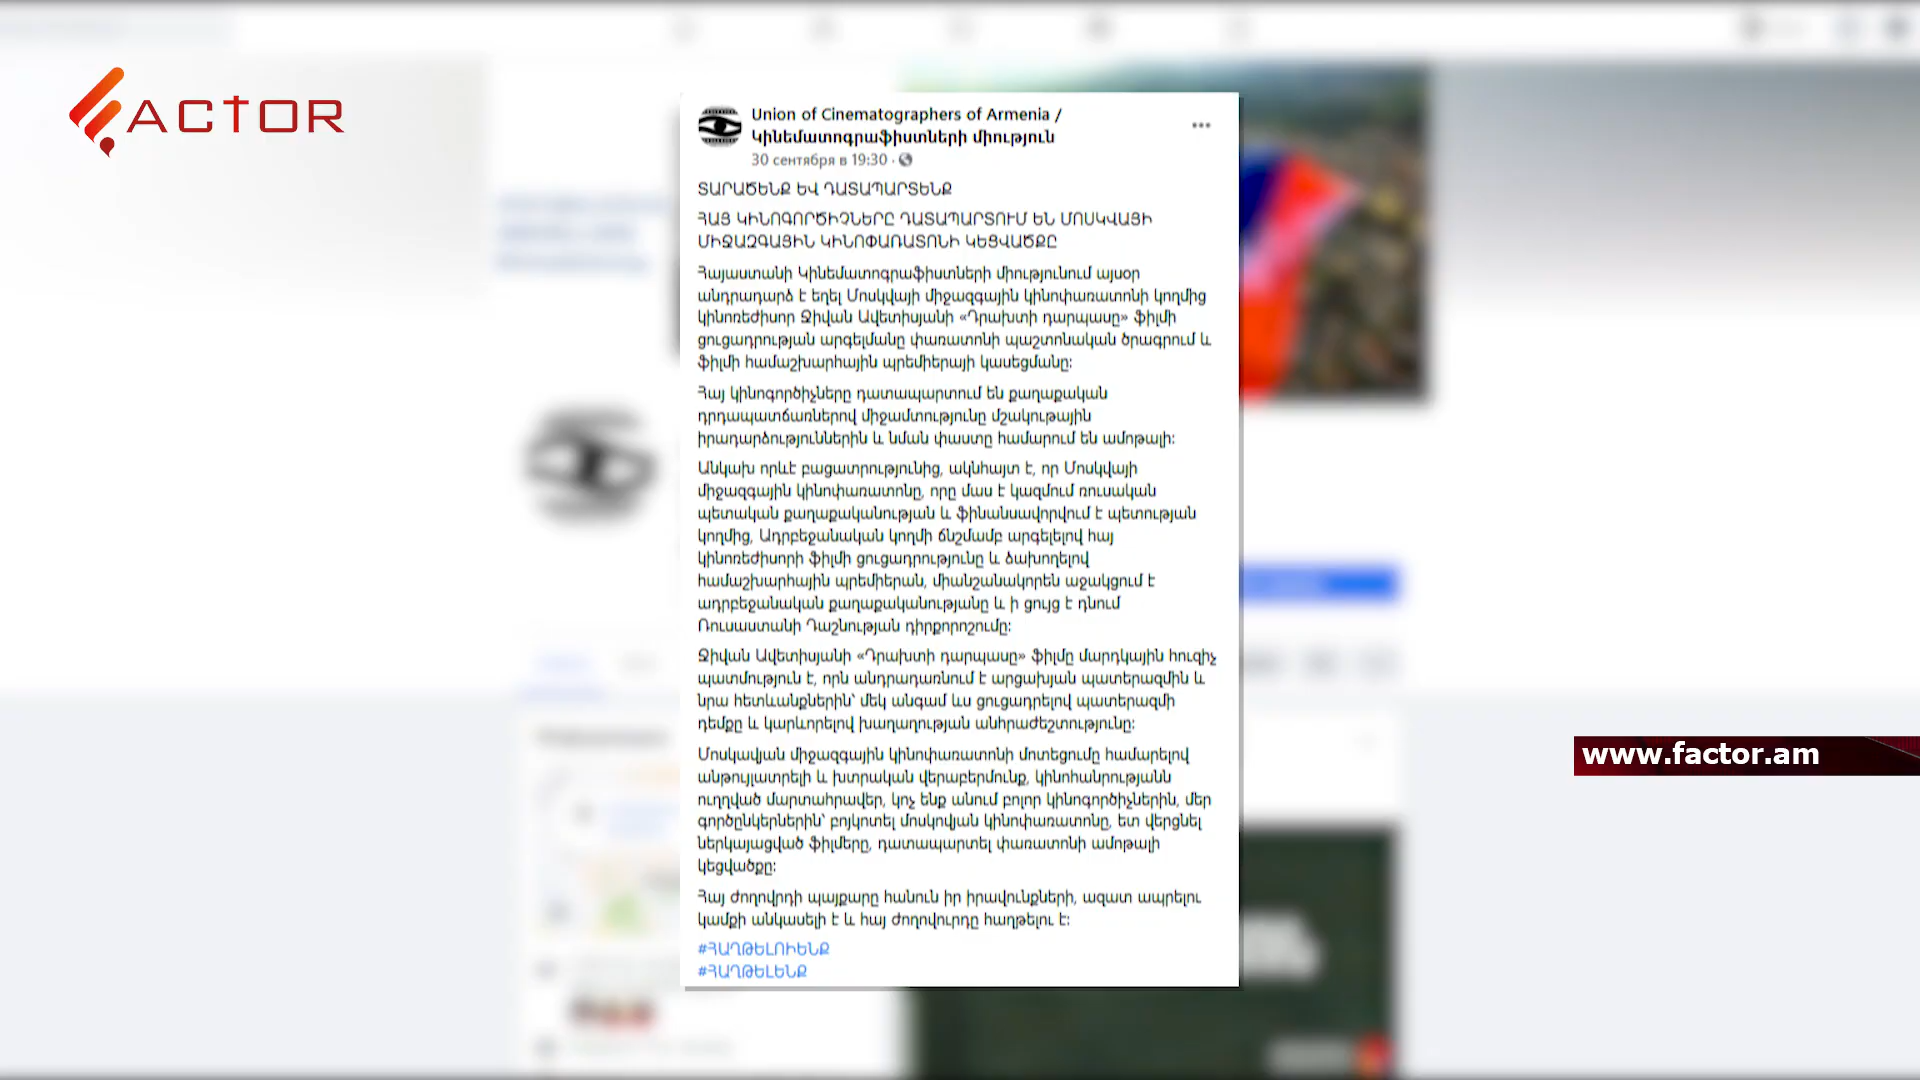 FACTOR
Union of Cinematographers of Armenia /
Կինեմատոգրաֆիստների միություն
30 сентября в 19:30 ·
ՏԱՐԱԾԵՆՔ ԵՎ ԴԱՏԱՊԱՐՏԵՆՔ
ՀԱՅ ԿԻՆՈԳՈՐԾԻՉՆԵՐԸ ԴԱՏԱՊԱՐՏՈՒՄ ԵՆ ՄՈՍԿՎԱՅԻ
ՄԻՋԱԶԳԱՅԻՆ ԿԻՆՈՓԱՌԱՏՈՆԻ ԿԵՑՎԱԾՔԸ
Հայաստանի Կինեմատոգրաֆիստների միությունում այսօր
անդրադարձ է եղել Մոսկվայի միջազգային կինոփառատոնի կողմից
կինոռեժիսոր Ջիվան Ավետիսյանի «Դրախտի դարպասը» ֆիլմի
ցուցադրության արգելմանը փառատոնի պաշտոնական ծրագրում և
ֆիլմի համաշխարհային պրեմիերայի կասեցմանը:
Հայ կինոգործիչները դատապարտում են քաղաքական
դրդապատճառներով միջամտությունը մշակութային
իրադարձություններին և նման փաստը համարում են ամոթալի:
Անկախ որևէ բացատրությունից, ակնհայտ է, որ Մոսկվայի
միջազգային կինոփառատոնը, որը մաս է կազմում ռուսական
պետական քաղաքականության և ֆինանսավորվում է պետության
կողմից, Ադրբեջանական կողմի ճնշմամբ արգելելով հայ
կինոռեժիսորի ֆիլմի ցուցադրությունը և ձախողելով
համաշխարհային պրեմիերան, միանշանակորեն աջակցում է
ադրբեջանական քաղաքականությանը և ի ցույց է դնում
Ռուսաստանի Դաշնության դիրքորոշումը:
Ջիվան Ավետիսյանի «Դրախտի դարպասը» ֆիլմը մարդկային հուզիչ
պատմություն է, որն անդրադառնում է արցախյան պատերազմին և
նրա հետևանքներին՝ մեկ անգամ ևս ցուցադրելով պատերազմի
դեմքը և կարևորելով խաղաղության անհրաժեշտությունը:
Մոսկավյան միջազգային կինոփառատոնի մոտեցումը համարելով
անթույլատրելի և խտրական վերաբերմունք, կինոհանրությանն
ուղղված մարտահրավեր, կոչ ենք անում բոլոր կինոգործիչներին, մեր
գործընկերներին՝ բոյկոտել մոսկովյան կինոփառատոնը, ետ վերցնել
ներկայացված ֆիլմերը, դատապարտել փառատոնի ամոթալի
կեցվածքը:
Հայ ժողովրդի պայքարը հանուն իր իրավունքների, ազատ ապրելու
կամքի անկասելի է և հայ ժողովուրդը հաղթելու է:
#ՀԱՂԹԵԼՈՒԵՆՔ
#ՀԱՂԹԵԼԵՆՔ
www.factor.am